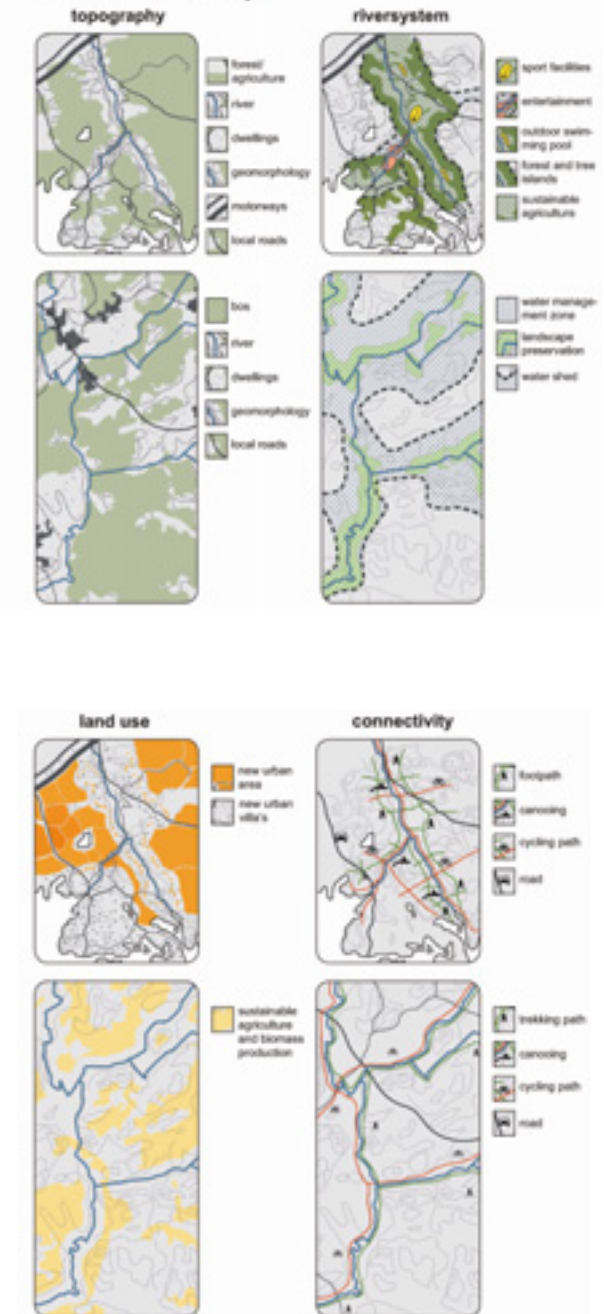 topography
forest/
agriculture
river
dwellings
geomorphology
motorways
local roads
riversystem
sport facilities
entertainment
outdoor swim-
ming pool
forest and tree
islands
sustainable
agriculture
bos
river
dwellings
geomorphology
local roads
water manage-
ment zone
landscape
preservation
water shed
land use
new urban
area
new urban
villa's
connectivity
footpath
canooing
cycling path
road
sustainable
agriculture
and biomass
production
trekking path
canooing
cycling path
road